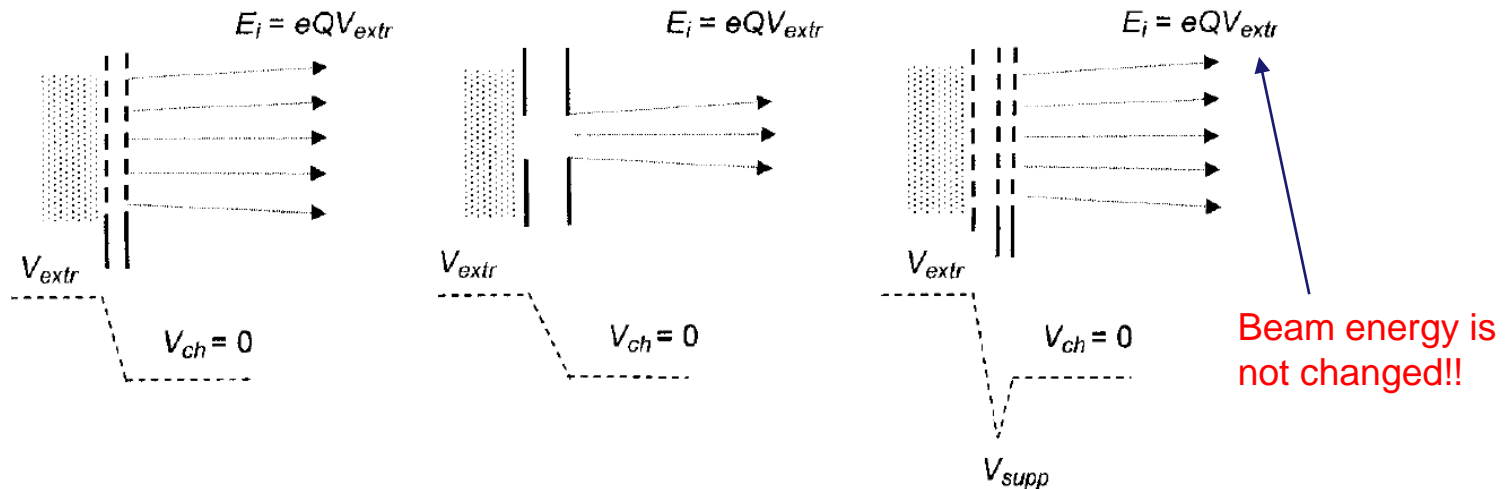 E_i = eQV_extr
E_i = eQV_extr
E_i = eQV_extr
V_extr
V_extr
V_extr
V_ch = 0
V_ch = 0
V_ch = 0
Beam energy is
not changed!!
V_supp